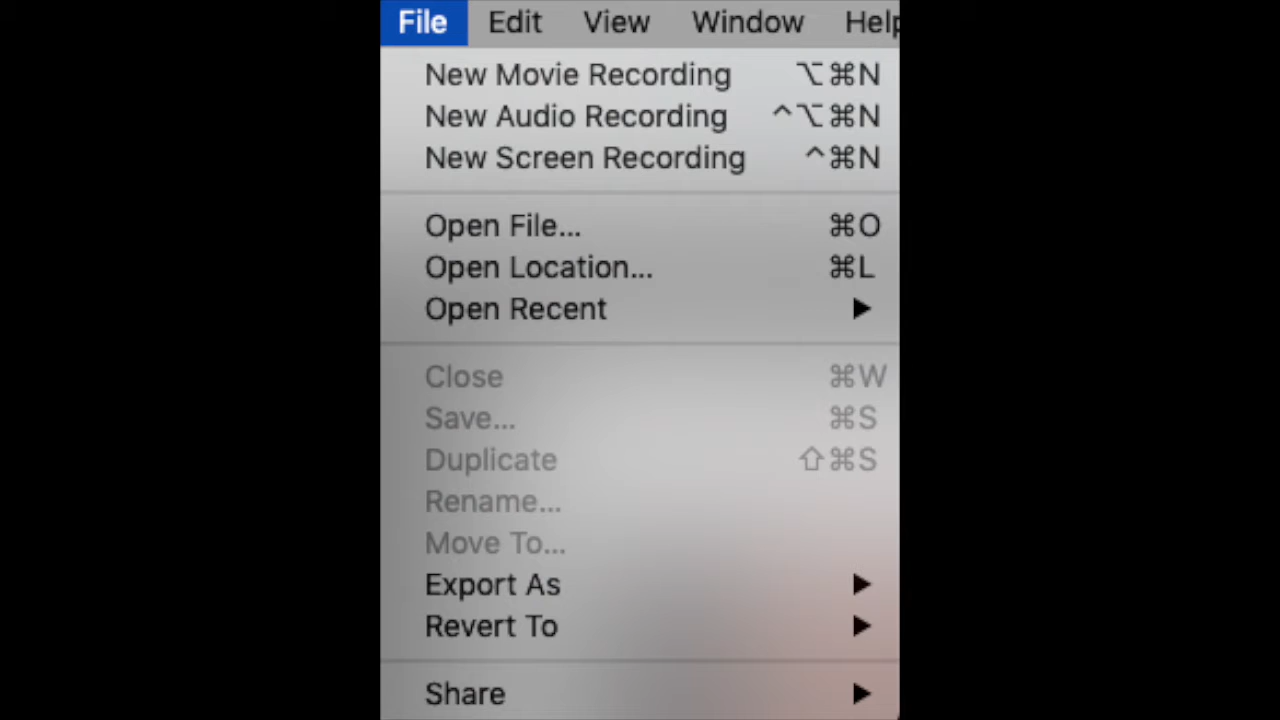 File Edit View Window Help
New Movie Recording ⌥⌘N
New Audio Recording ^⌥⌘N
New Screen Recording ^⌘N
Open File... ⌘O
Open Location... ⌘L
Open Recent ▶
Close ⌘W
Save... ⌘S
Duplicate ⇧⌘S
Rename...
Move To...
Export As ▶
Revert To ▶
Share ▶